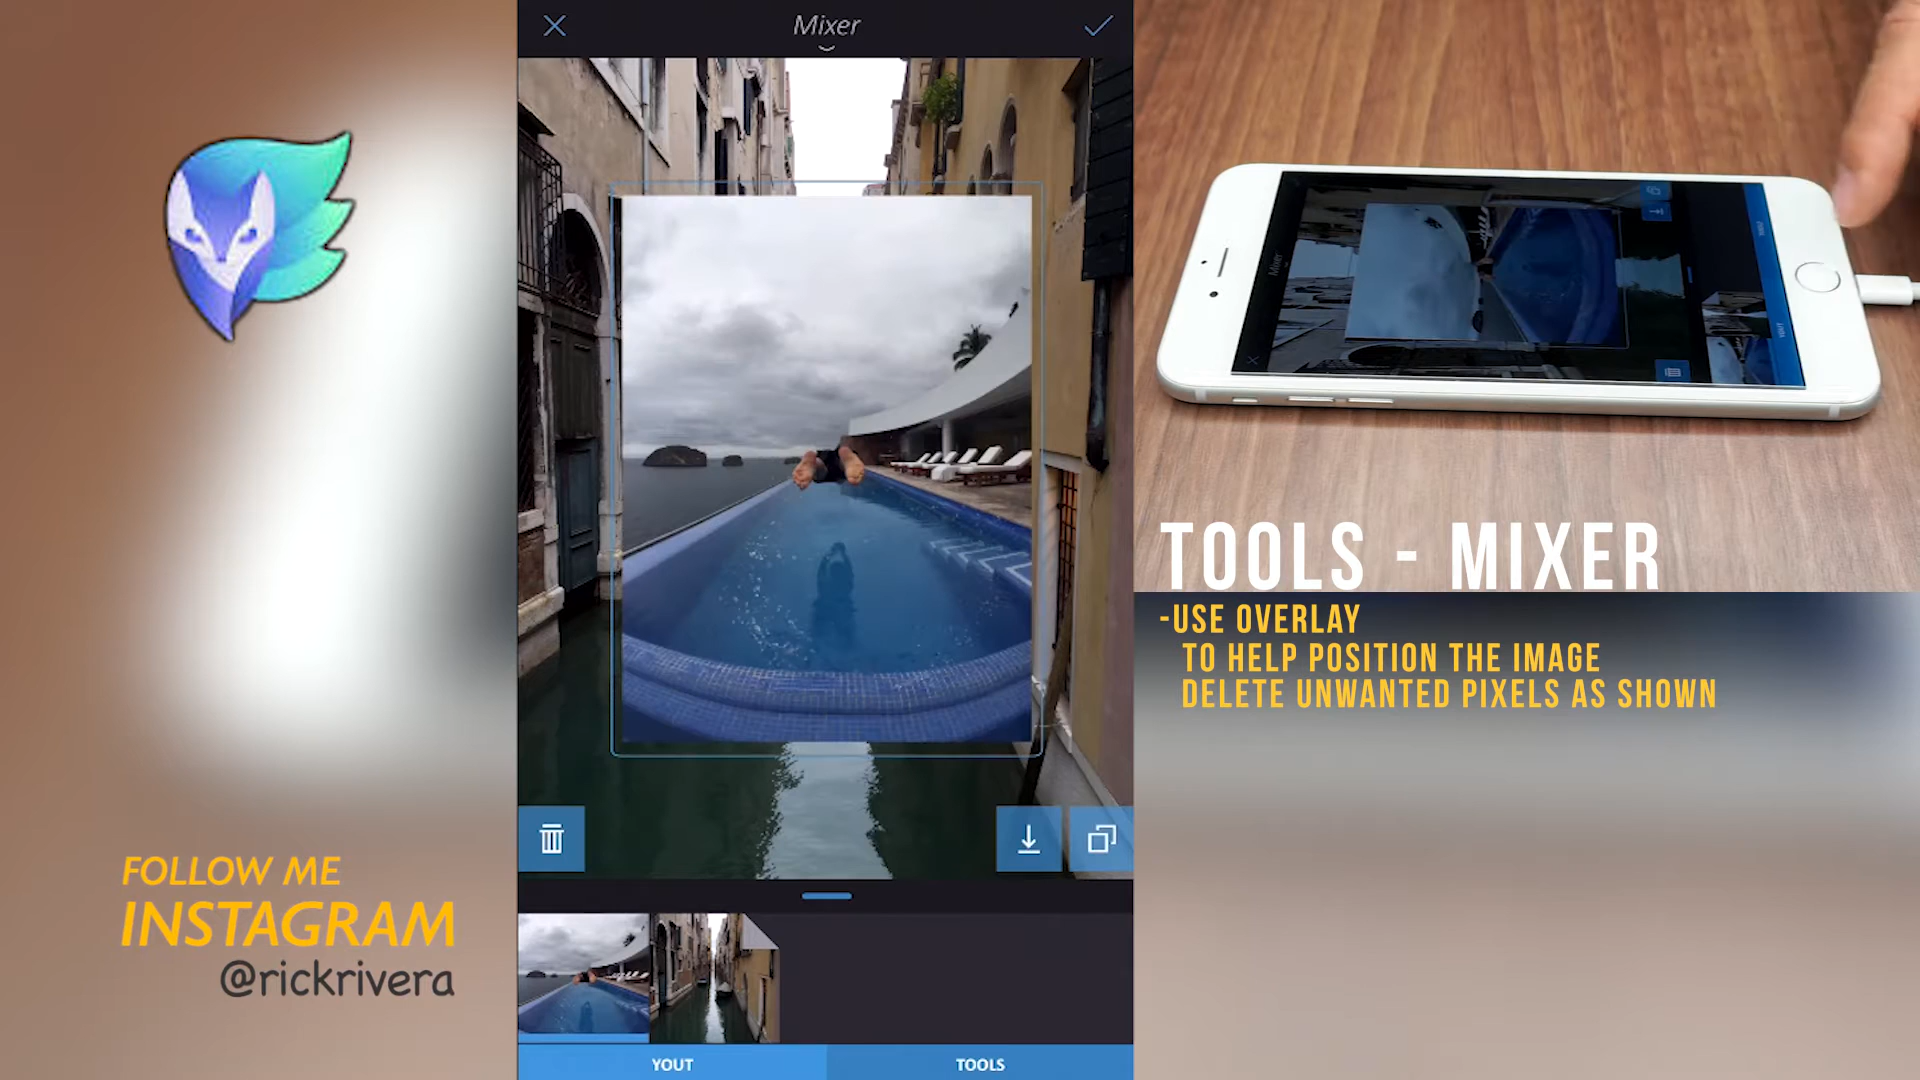 Mixer
FOLLOW ME
INSTAGRAM
@rickrivera
YOUT
TOOLS
Mixer
TOOLS - MIXER
-USE OVERLAY
TO HELP POSITION THE IMAGE
DELETE UNWANTED PIXELS AS SHOWN